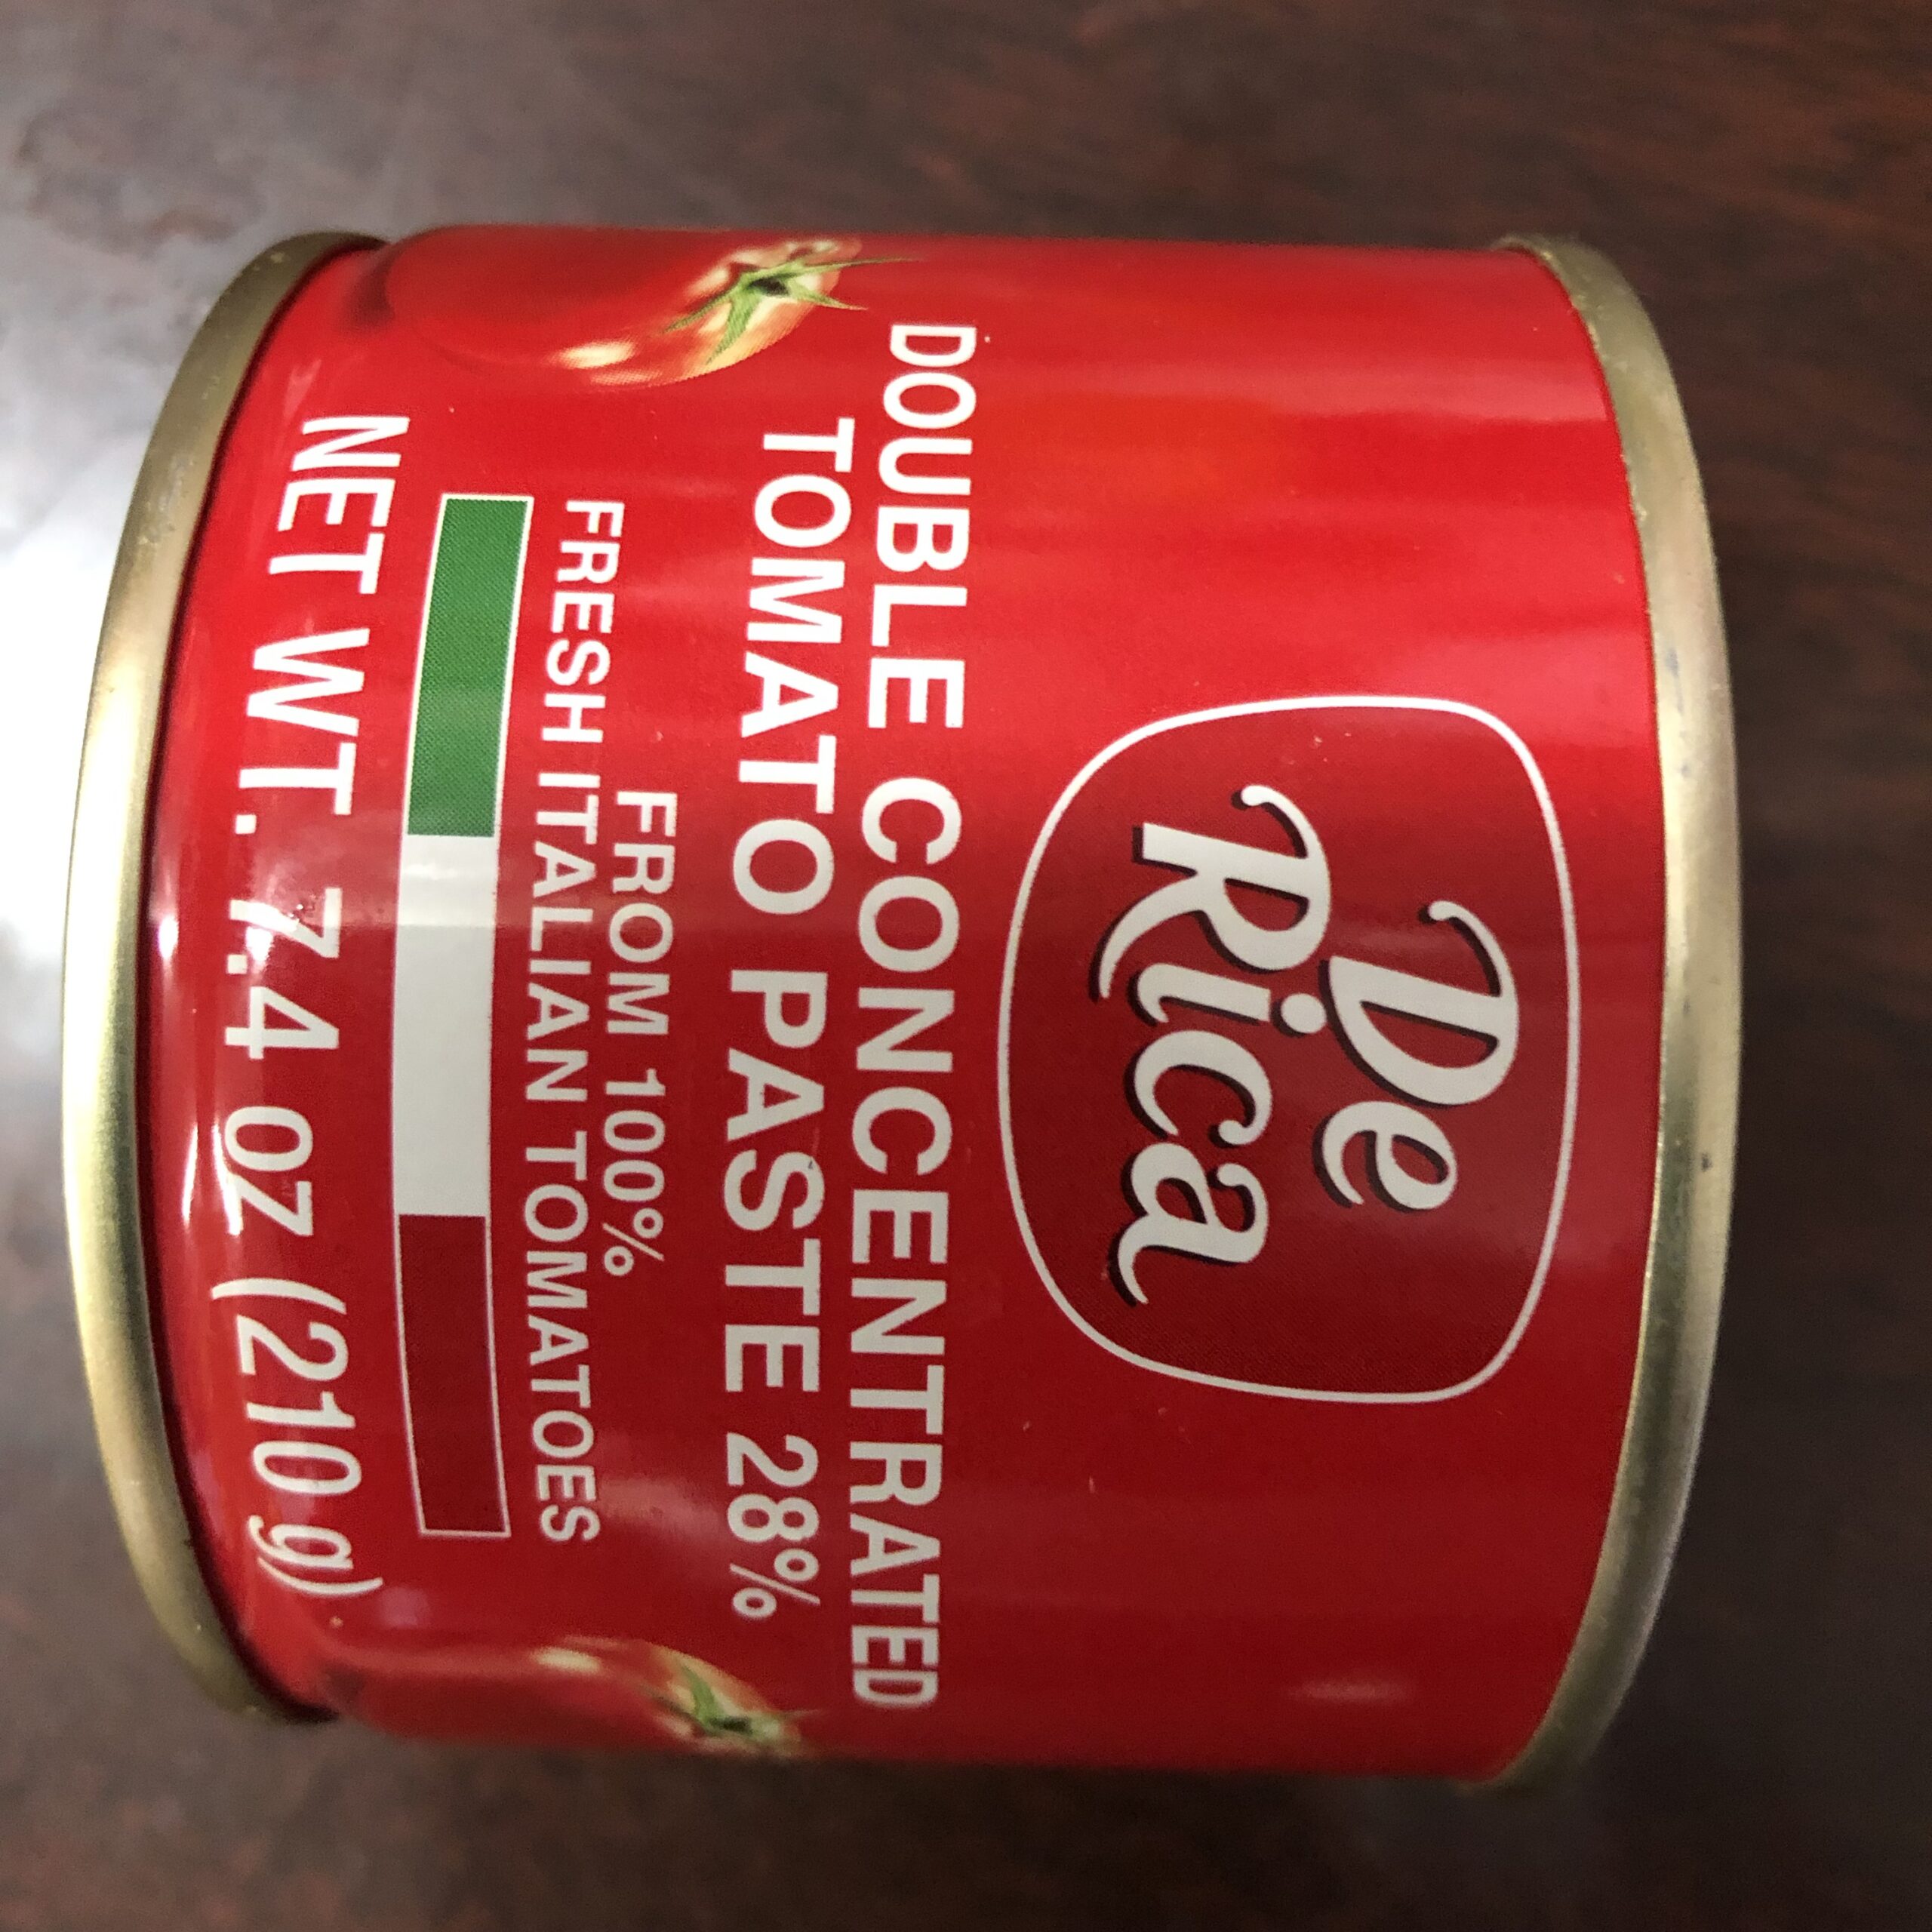 De
Rica
DOUBLE CONCENTRATED
TOMATO PASTE 28%
FROM 100%
FRESH ITALIAN TOMATOES
NET WT. 7.4 oz (210 g)